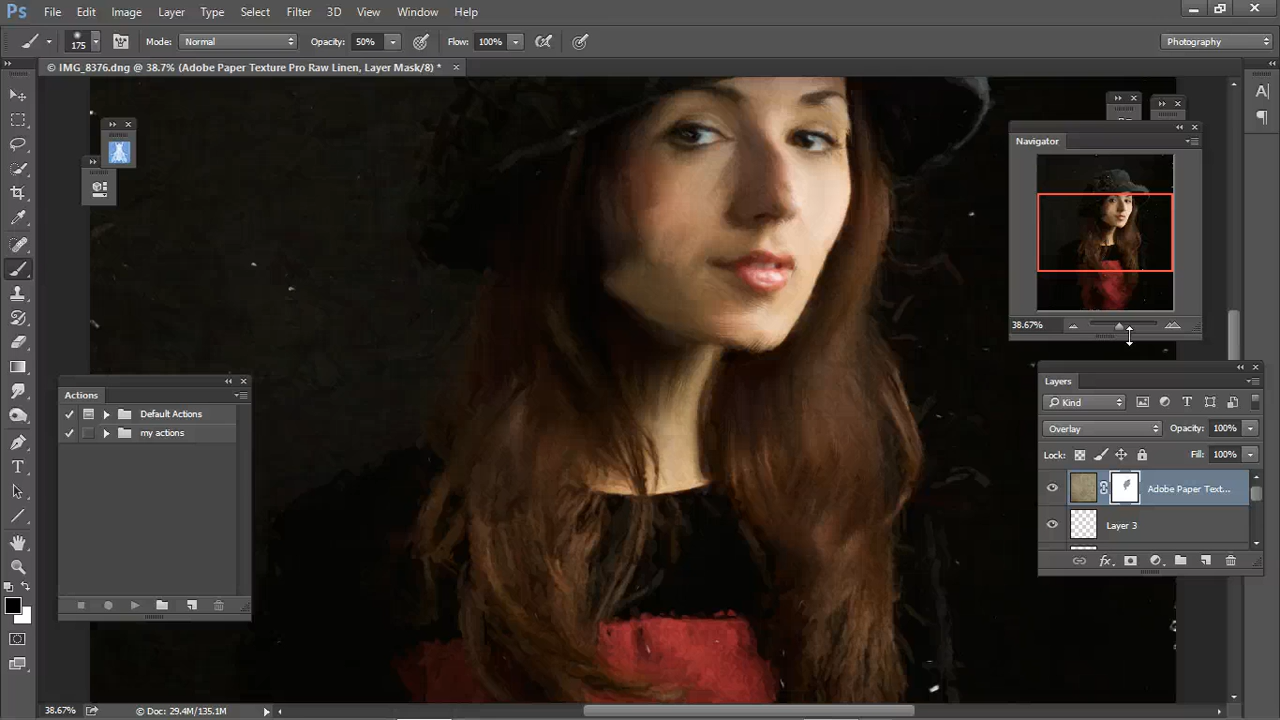 Ps File Edit Image Layer Type Select Filter 3D View Window Help
175 Mode: Normal Opacity: 50% Flow: 100% Photography
© IMG_8376.dng @ 38.7% (Adobe Paper Texture Pro Raw Linen, Layer Mask/8) * ×
Navigator
38.67%
Layers
Kind
Overlay Opacity: 100%
Lock: Fill: 100%
Adobe Paper Text...
Layer 3
fx
Actions
Default Actions
my actions
38.67% Doc: 29.4M/135.1M